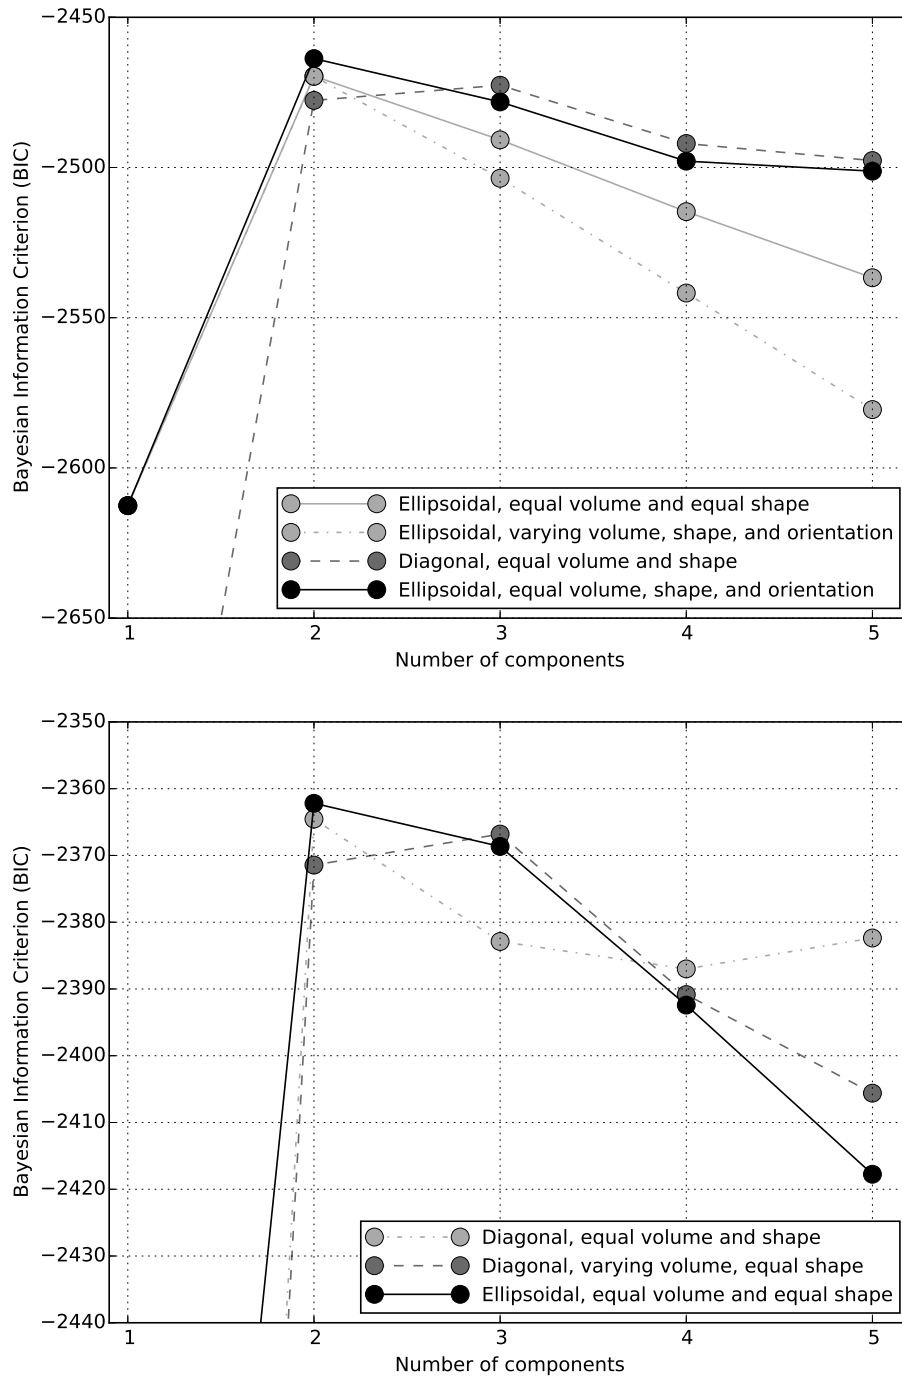 −2450
−2500
−2550
−2600
−2650
Bayesian Information Criterion (BIC)
Ellipsoidal, equal volume and equal shape
Ellipsoidal, varying volume, shape, and orientation
Diagonal, equal volume and shape
Ellipsoidal, equal volume, shape, and orientation
1 2 3 4 5
Number of components
−2350
−2360
−2370
−2380
−2390
−2400
−2410
−2420
−2430
−2440
Bayesian Information Criterion (BIC)
Diagonal, equal volume and shape
Diagonal, varying volume, equal shape
Ellipsoidal, equal volume and equal shape
1 2 3 4 5
Number of components